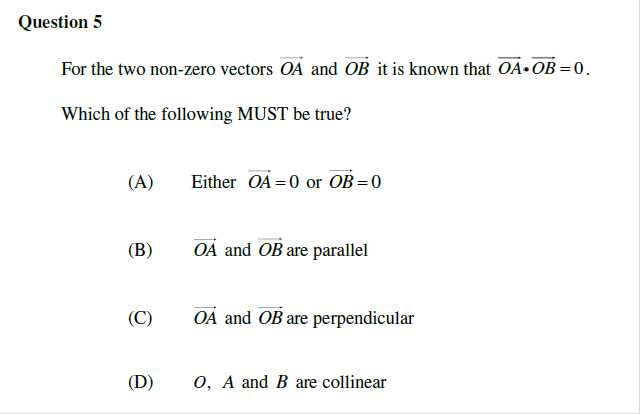 Question 5
For the two non-zero vectors $\overrightarrow{OA}$ and $\overrightarrow{OB}$ it is known that $\overrightarrow{OA} \bullet \overrightarrow{OB} = 0$.
Which of the following MUST be true?
(A) Either $\overrightarrow{OA} = 0$ or $\overrightarrow{OB} = 0$
(B) $\overrightarrow{OA}$ and $\overrightarrow{OB}$ are parallel
(C) $\overrightarrow{OA}$ and $\overrightarrow{OB}$ are perpendicular
(D) O, A and B are collinear